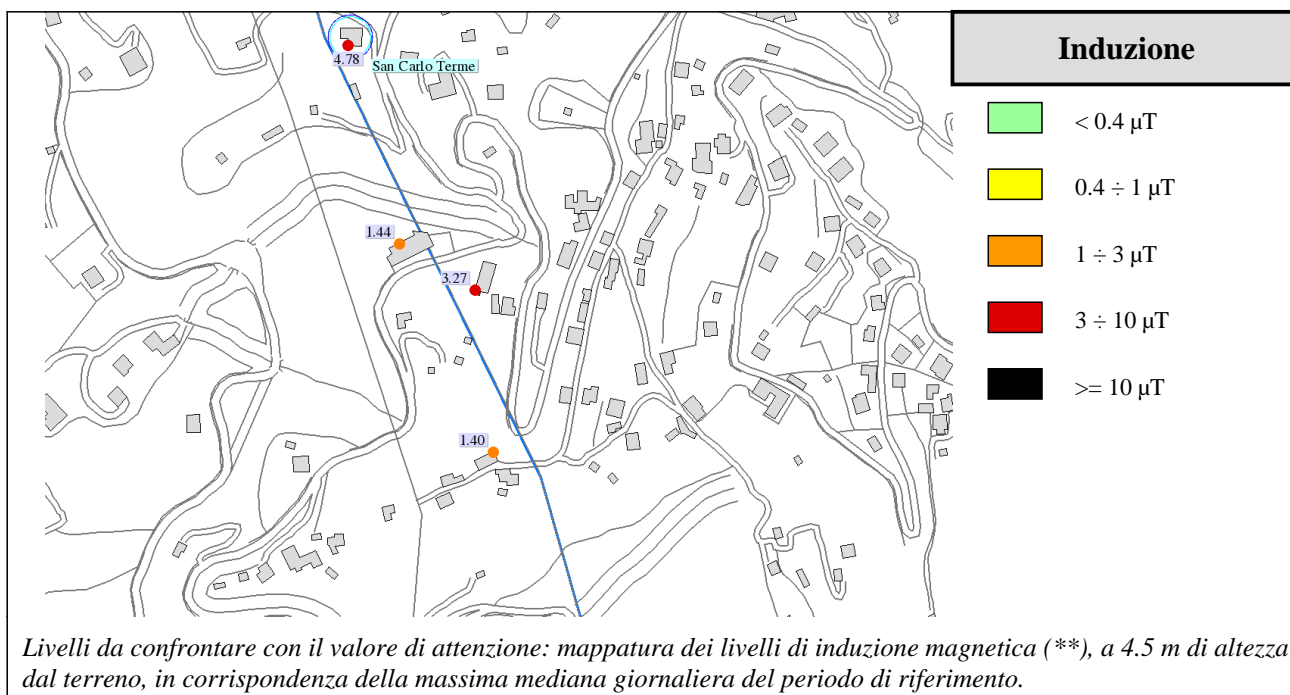 4.78
San Carlo Terme
1.44
3.27
1.40
Induzione
< 0.4 µT
0.4 ÷ 1 µT
1 ÷ 3 µT
3 ÷ 10 µT
>= 10 µT
Livelli da confrontare con il valore di attenzione: mappatura dei livelli di induzione magnetica (**), a 4.5 m di altezza
dal terreno, in corrispondenza della massima mediana giornaliera del periodo di riferimento.